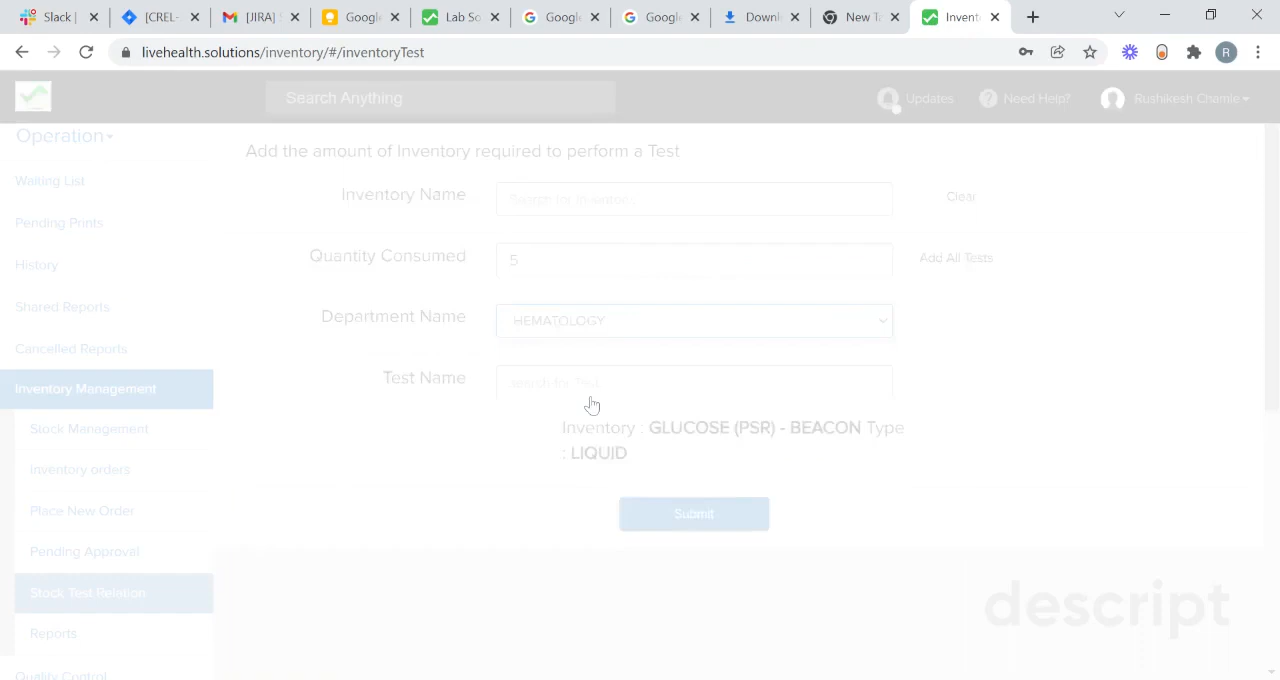 Slack |
[CREL-
[JIRA] S
Google
Lab So
Google
Google
Downl
New Ta
Invent
livehealth.solutions/inventory/#/inventoryTest
R
Search Anything
Updates
Need Help?
Rushikesh Chamle
Operation
Waiting List
Pending Prints
History
Shared Reports
Cancelled Reports
Inventory Management
Stock Management
Inventory orders
Place New Order
Pending Approval
Stock Test Relation
Reports
Quality Control
Add the amount of Inventory required to perform a Test
Inventory Name
Search for Inventory
Clear
Quantity Consumed
5
Add All Tests
Department Name
HEMATOLOGY
Test Name
Search for Test
Inventory : GLUCOSE (PSR) - BEACON Type
: LIQUID
Submit
descript